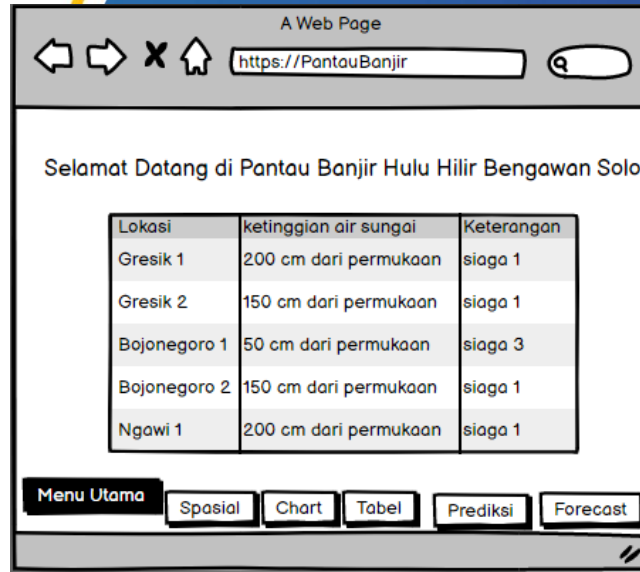 A Web Page
https://PantauBanjir
Selamat Datang di Pantau Banjir Hulu Hilir Bengawan Solo
Lokasi ketinggian air sungai Keterangan
Gresik 1 200 cm dari permukaan siaga 1
Gresik 2 150 cm dari permukaan siaga 1
Bojonegoro 1 50 cm dari permukaan siaga 3
Bojonegoro 2 150 cm dari permukaan siaga 1
Ngawi 1 200 cm dari permukaan siaga 1
Menu Utama Spasial Chart Tabel Prediksi Forecast